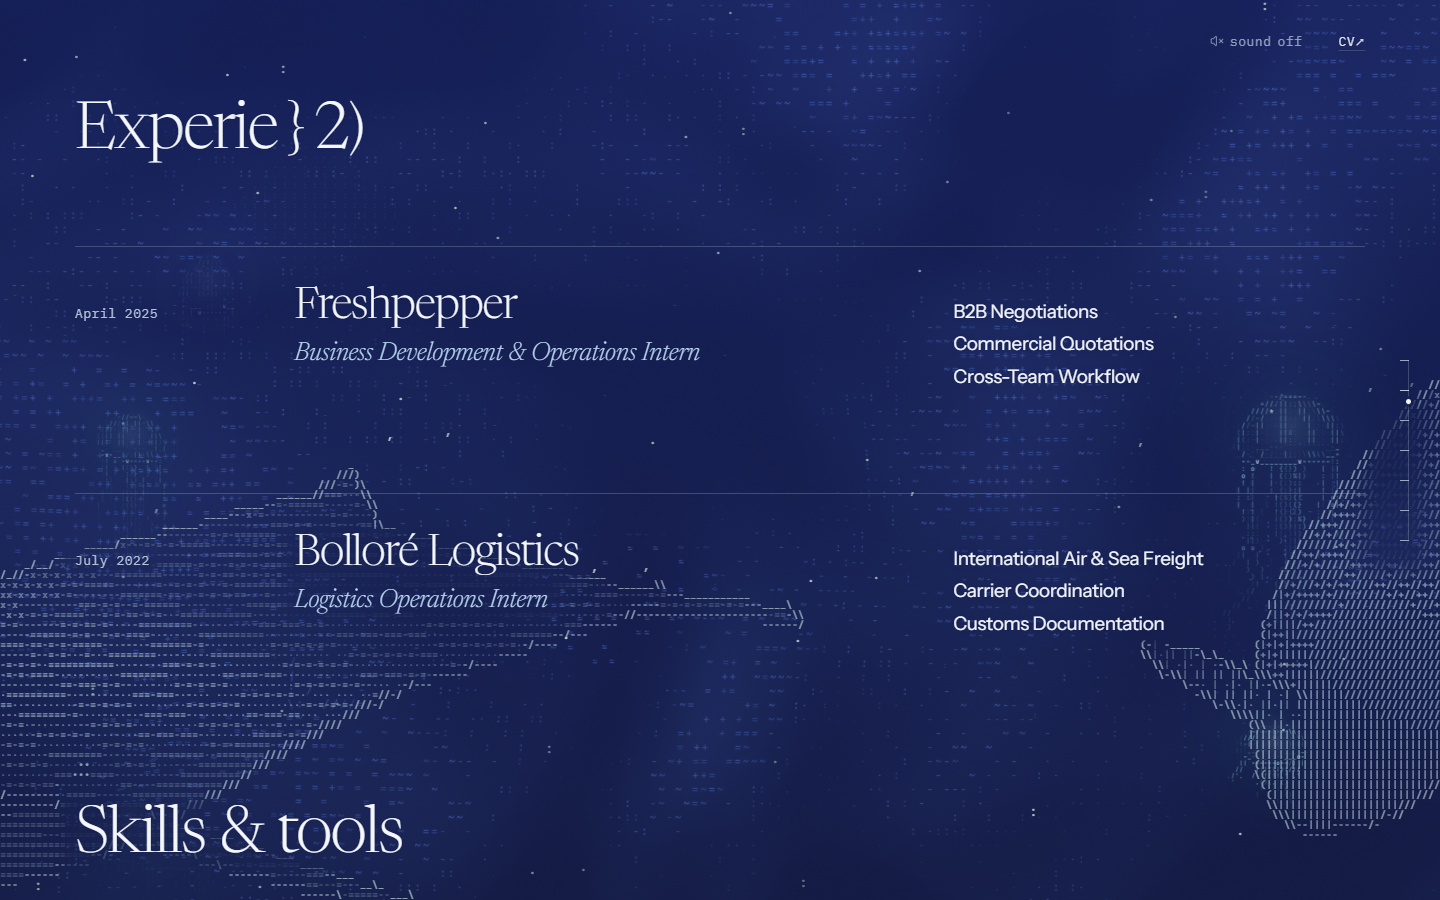 sound off
CV↗
Experie } 2)
April 2025
Freshpepper
Business Development & Operations Intern
B2B Negotiations
Commercial Quotations
Cross-Team Workflow
July 2022
Bolloré Logistics
Logistics Operations Intern
International Air & Sea Freight
Carrier Coordination
Customs Documentation
Skills & tools